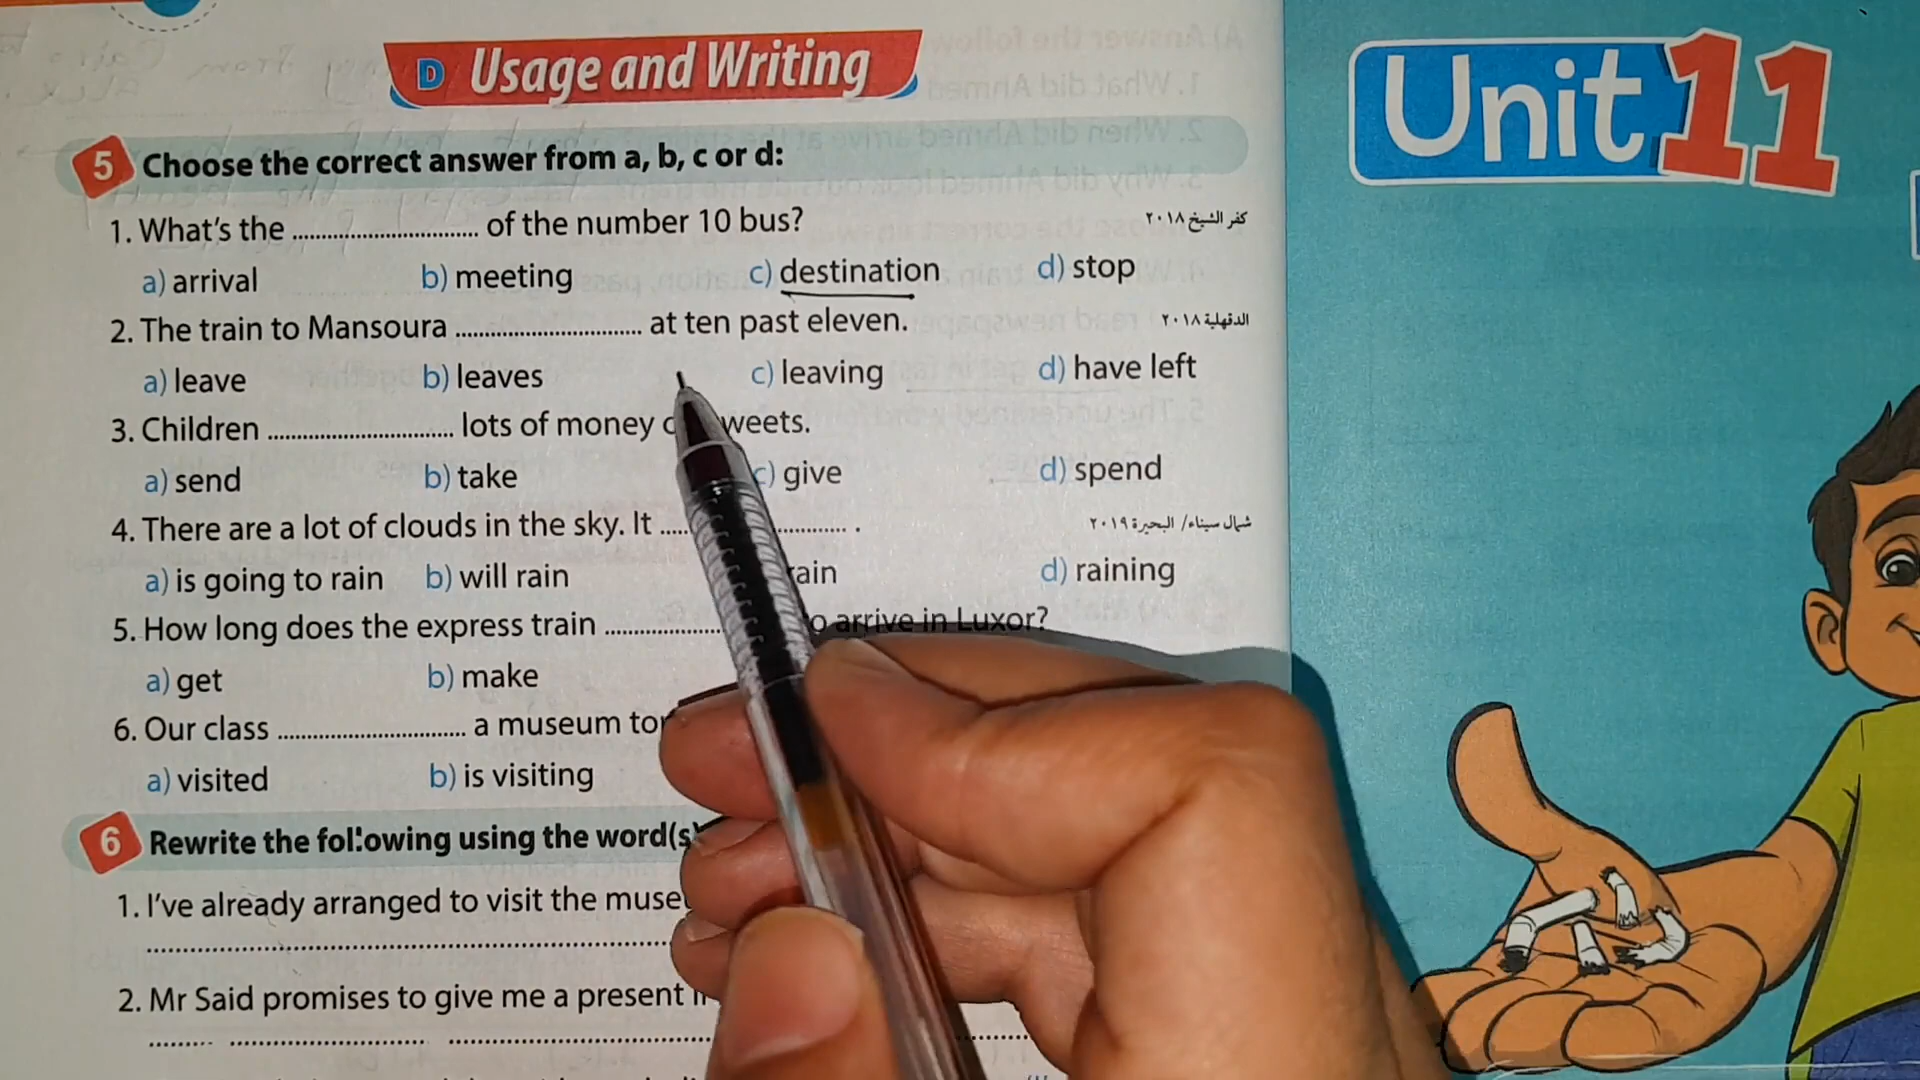 D Usage and Writing
Unit 11
5 Choose the correct answer from a, b, c or d:
1. What's the .................................. of the number 10 bus? كفر الشيخ ٢٠١٨
a) arrival b) meeting c) destination d) stop
2. The train to Mansoura .................................. at ten past eleven. الدقهلية ٢٠١٨
a) leave b) leaves c) leaving d) have left
3. Children .................................. lots of money
a) send b) take c) give d) spend
4. There are a lot of clouds in the sky. It .................................. . شمال سيناء/ البحيرة ٢٠١٩
a) is going to rain b) will rain d) raining
5. How long does the express train .................................. arrive in Luxor?
a) get b) make
6. Our class .................................. a museum
a) visited b) is visiting
6 Rewrite the following using the word(s)
1. I've already arranged to visit the
2. Mr Said promises to give me a present